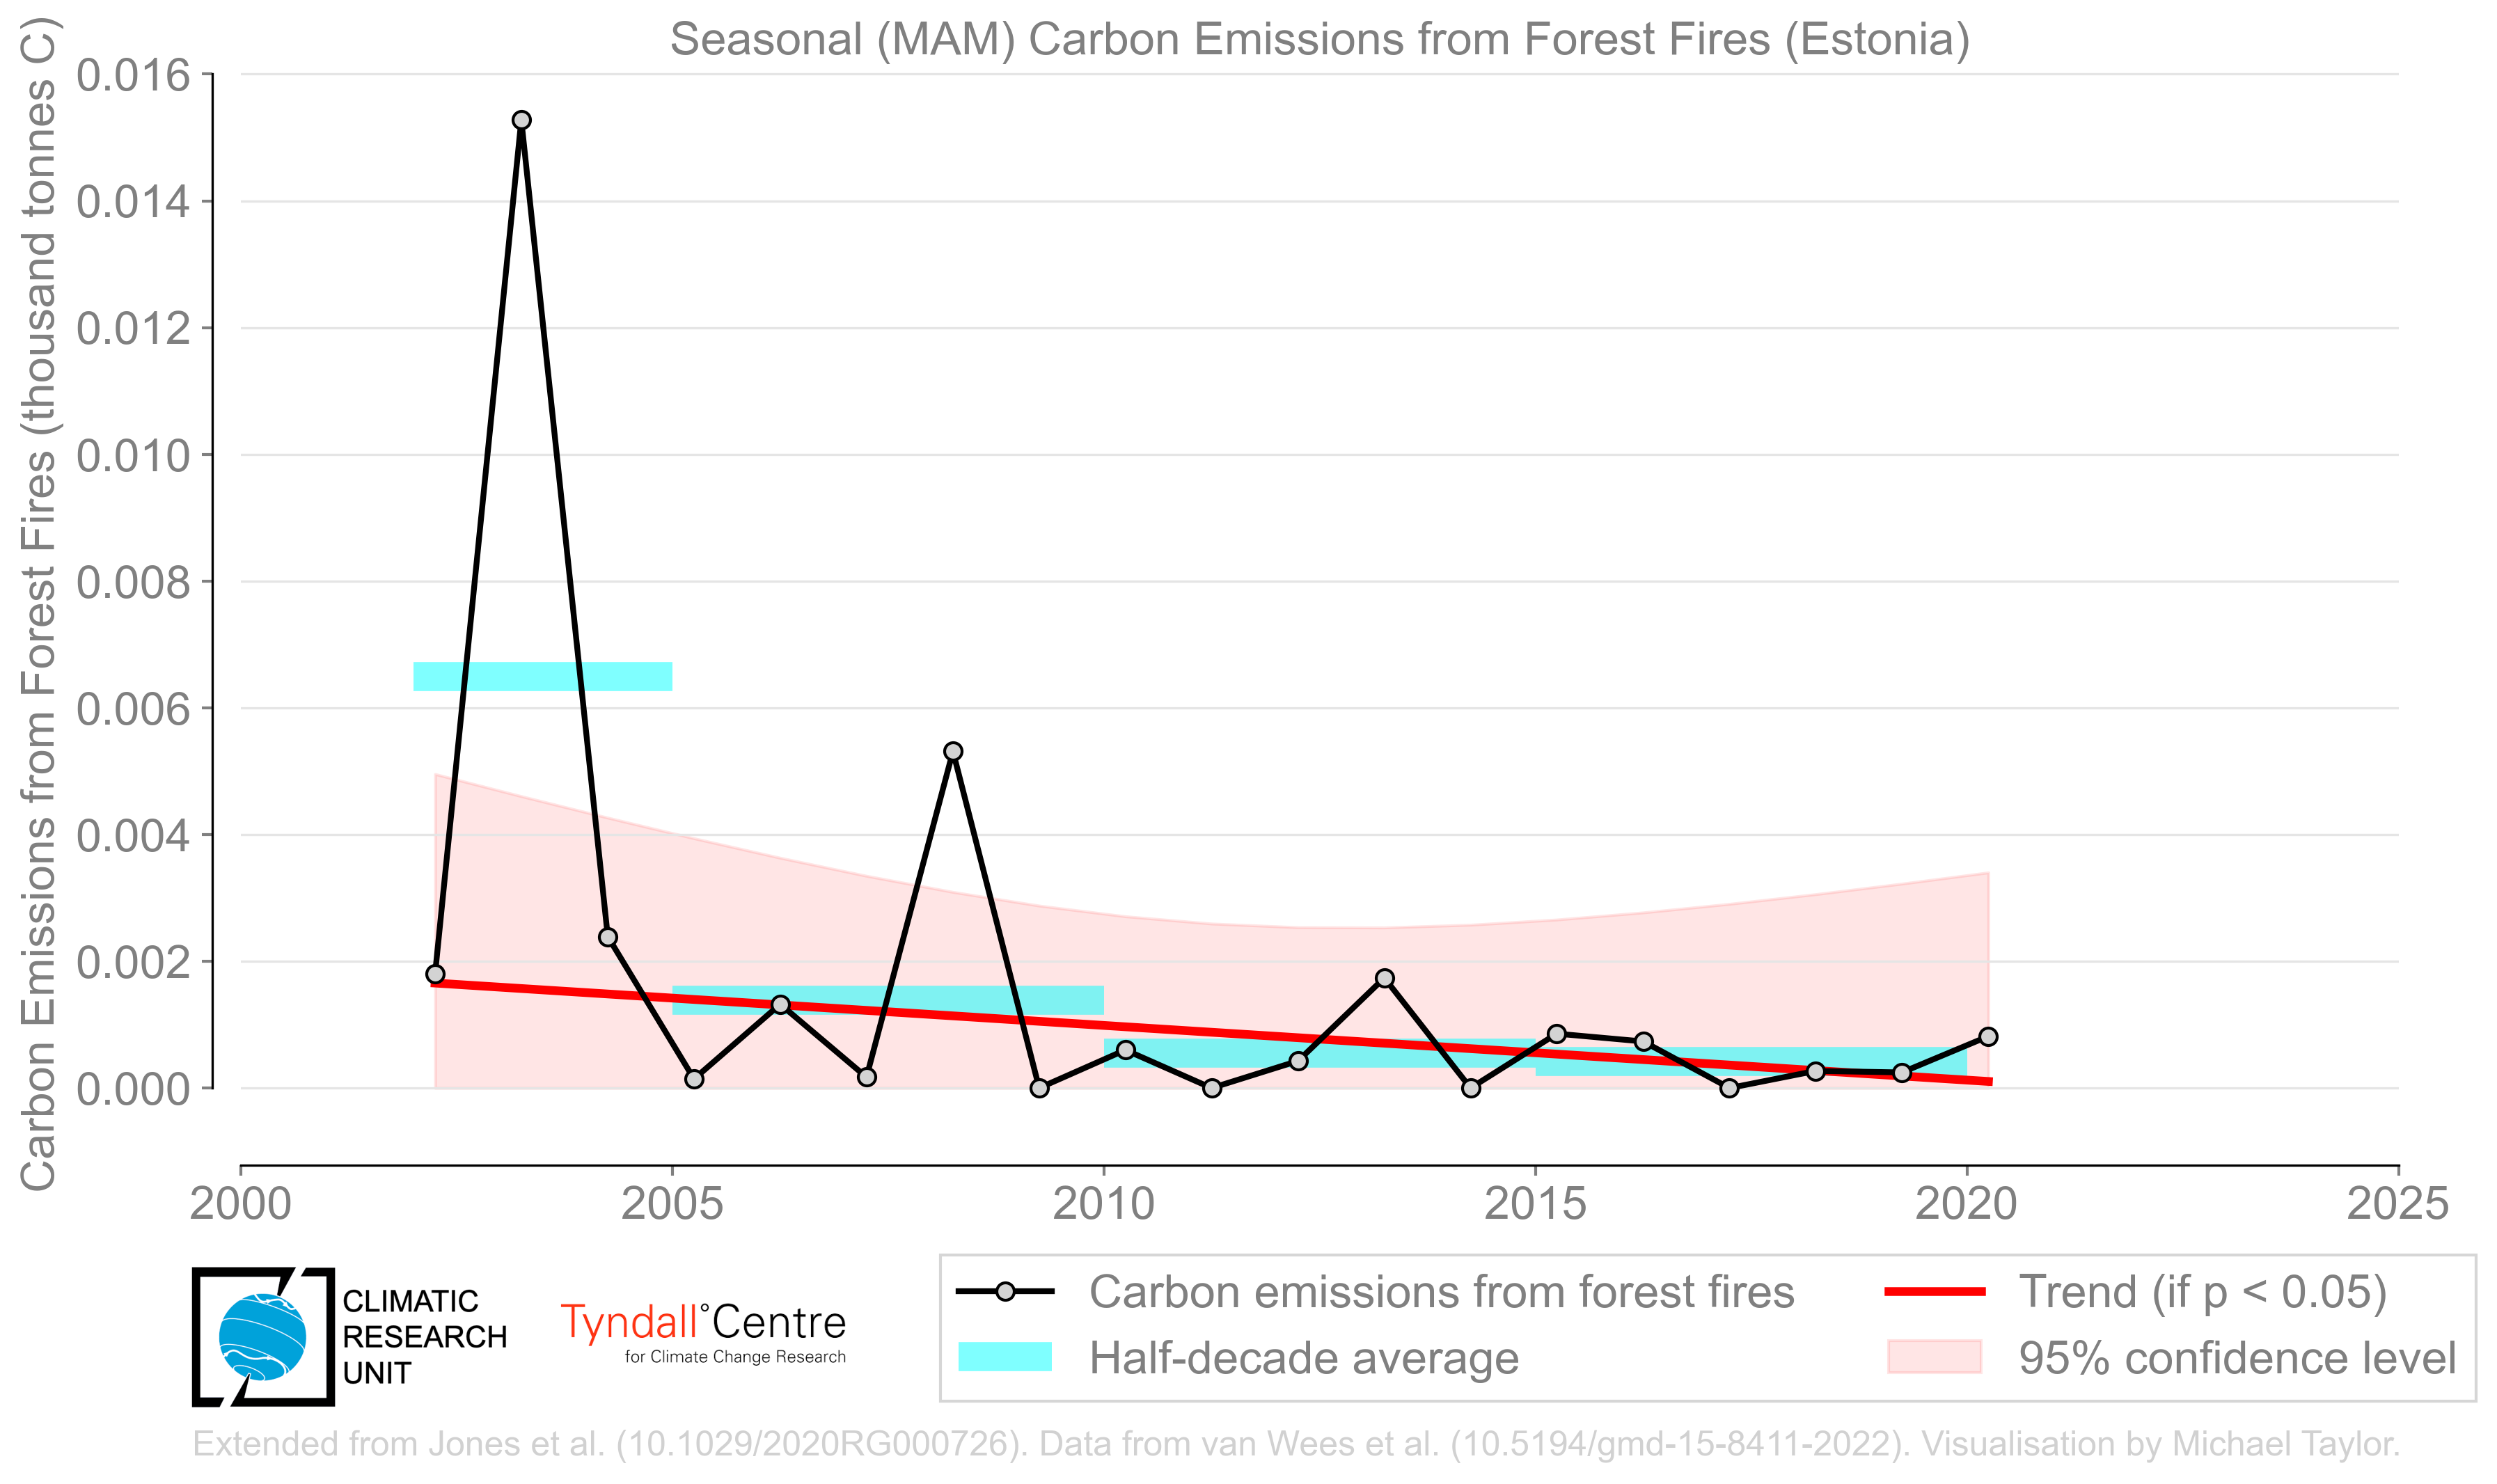 Seasonal (MAM) Carbon Emissions from Forest Fires (Estonia)
Carbon Emissions from Forest Fires (thousand tonnes C)
0.016
0.014
0.012
0.010
0.008
0.006
0.004
0.002
0.000
2000 2005 2010 2015 2020 2025
CLIMATIC
RESEARCH
UNIT
Tyndall°Centre
for Climate Change Research
Carbon emissions from forest fires
Half-decade average
Trend (if p < 0.05)
95% confidence level
Extended from Jones et al. (10.1029/2020RG000726). Data from van Wees et al. (10.5194/gmd-15-8411-2022). Visualisation by Michael Taylor.